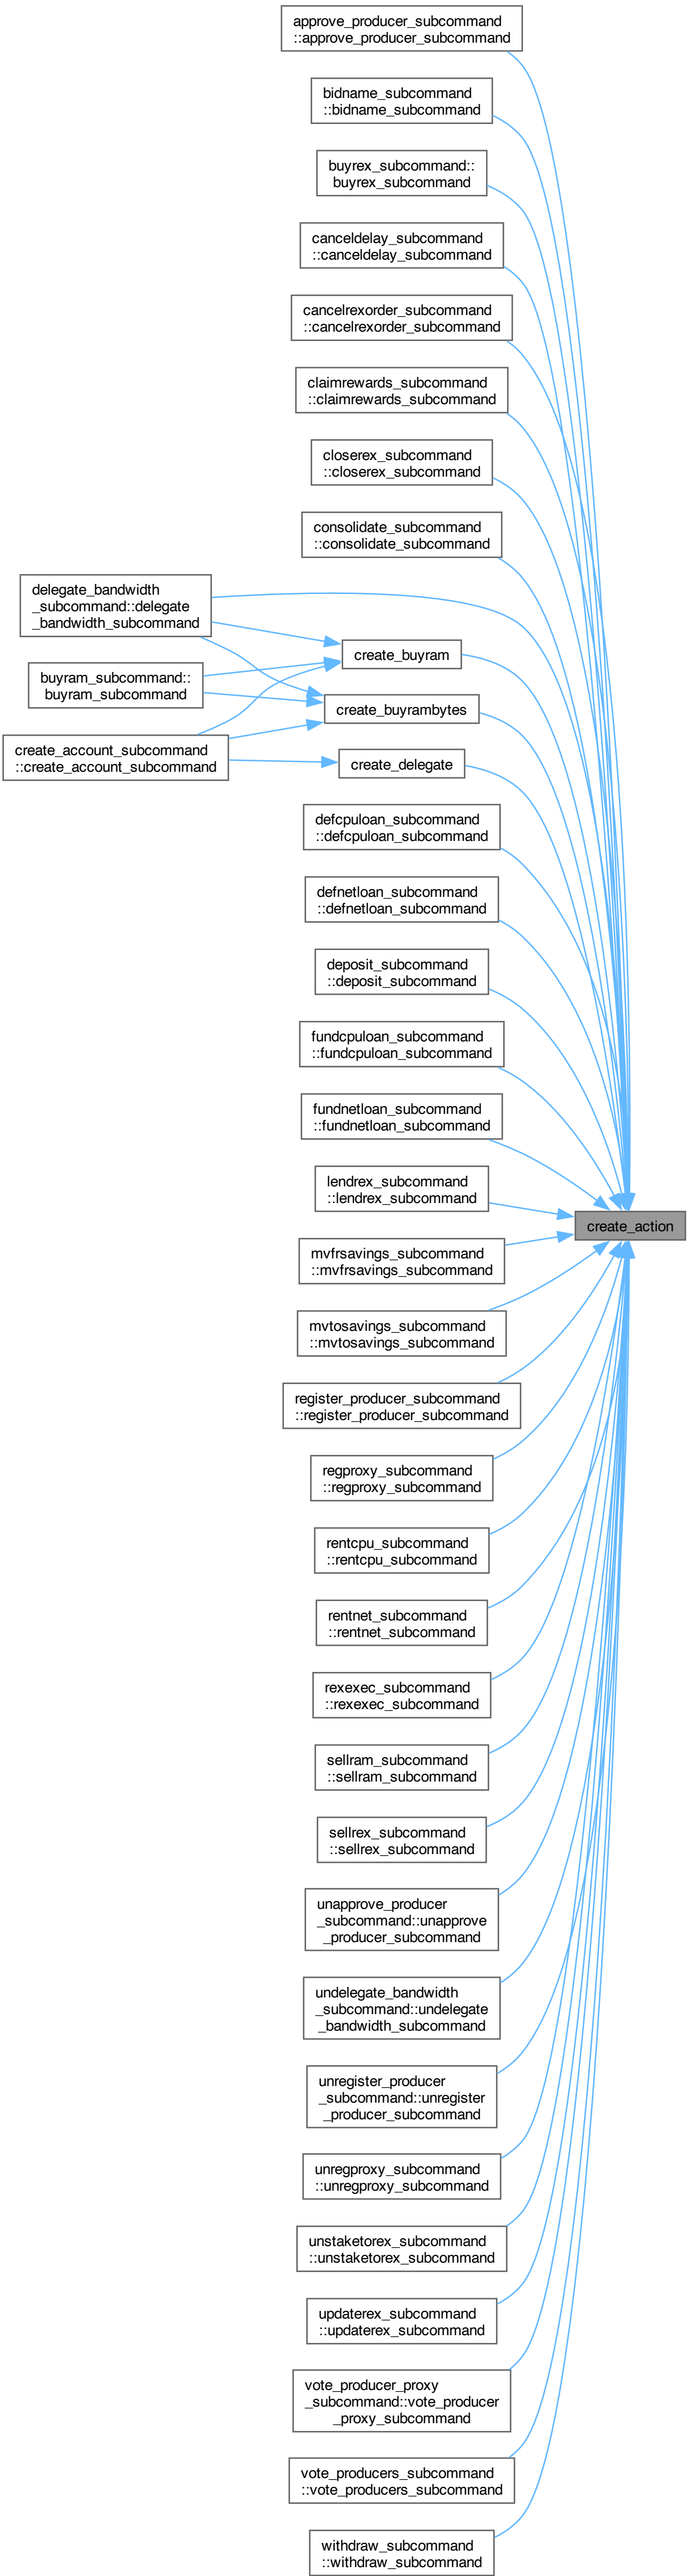 approve_producer_subcommand
::approve_producer_subcommand
bidname_subcommand
::bidname_subcommand
buyrex_subcommand::
buyrex_subcommand
canceldelay_subcommand
::canceldelay_subcommand
cancelrexorder_subcommand
::cancelrexorder_subcommand
claimrewards_subcommand
::claimrewards_subcommand
closerex_subcommand
::closerex_subcommand
consolidate_subcommand
::consolidate_subcommand
delegate_bandwidth
_subcommand::delegate
_bandwidth_subcommand
create_buyram
buyram_subcommand::
buyram_subcommand
create_buyrambytes
create_account_subcommand
::create_account_subcommand
create_delegate
defcpuloan_subcommand
::defcpuloan_subcommand
defnetloan_subcommand
::defnetloan_subcommand
deposit_subcommand
::deposit_subcommand
fundcpuloan_subcommand
::fundcpuloan_subcommand
fundnetloan_subcommand
::fundnetloan_subcommand
lendrex_subcommand
::lendrex_subcommand
create_action
mvfrsavings_subcommand
::mvfrsavings_subcommand
mvtosavings_subcommand
::mvtosavings_subcommand
register_producer_subcommand
::register_producer_subcommand
regproxy_subcommand
::regproxy_subcommand
rentcpu_subcommand
::rentcpu_subcommand
rentnet_subcommand
::rentnet_subcommand
rexexec_subcommand
::rexexec_subcommand
sellram_subcommand
::sellram_subcommand
sellrex_subcommand
::sellrex_subcommand
unapprove_producer
_subcommand::unapprove
_producer_subcommand
undelegate_bandwidth
_subcommand::undelegate
_bandwidth_subcommand
unregister_producer
_subcommand::unregister
_producer_subcommand
unregproxy_subcommand
::unregproxy_subcommand
unstaketorex_subcommand
::unstaketorex_subcommand
updaterex_subcommand
::updaterex_subcommand
vote_producer_proxy
_subcommand::vote_producer
_proxy_subcommand
vote_producers_subcommand
::vote_producers_subcommand
withdraw_subcommand
::withdraw_subcommand